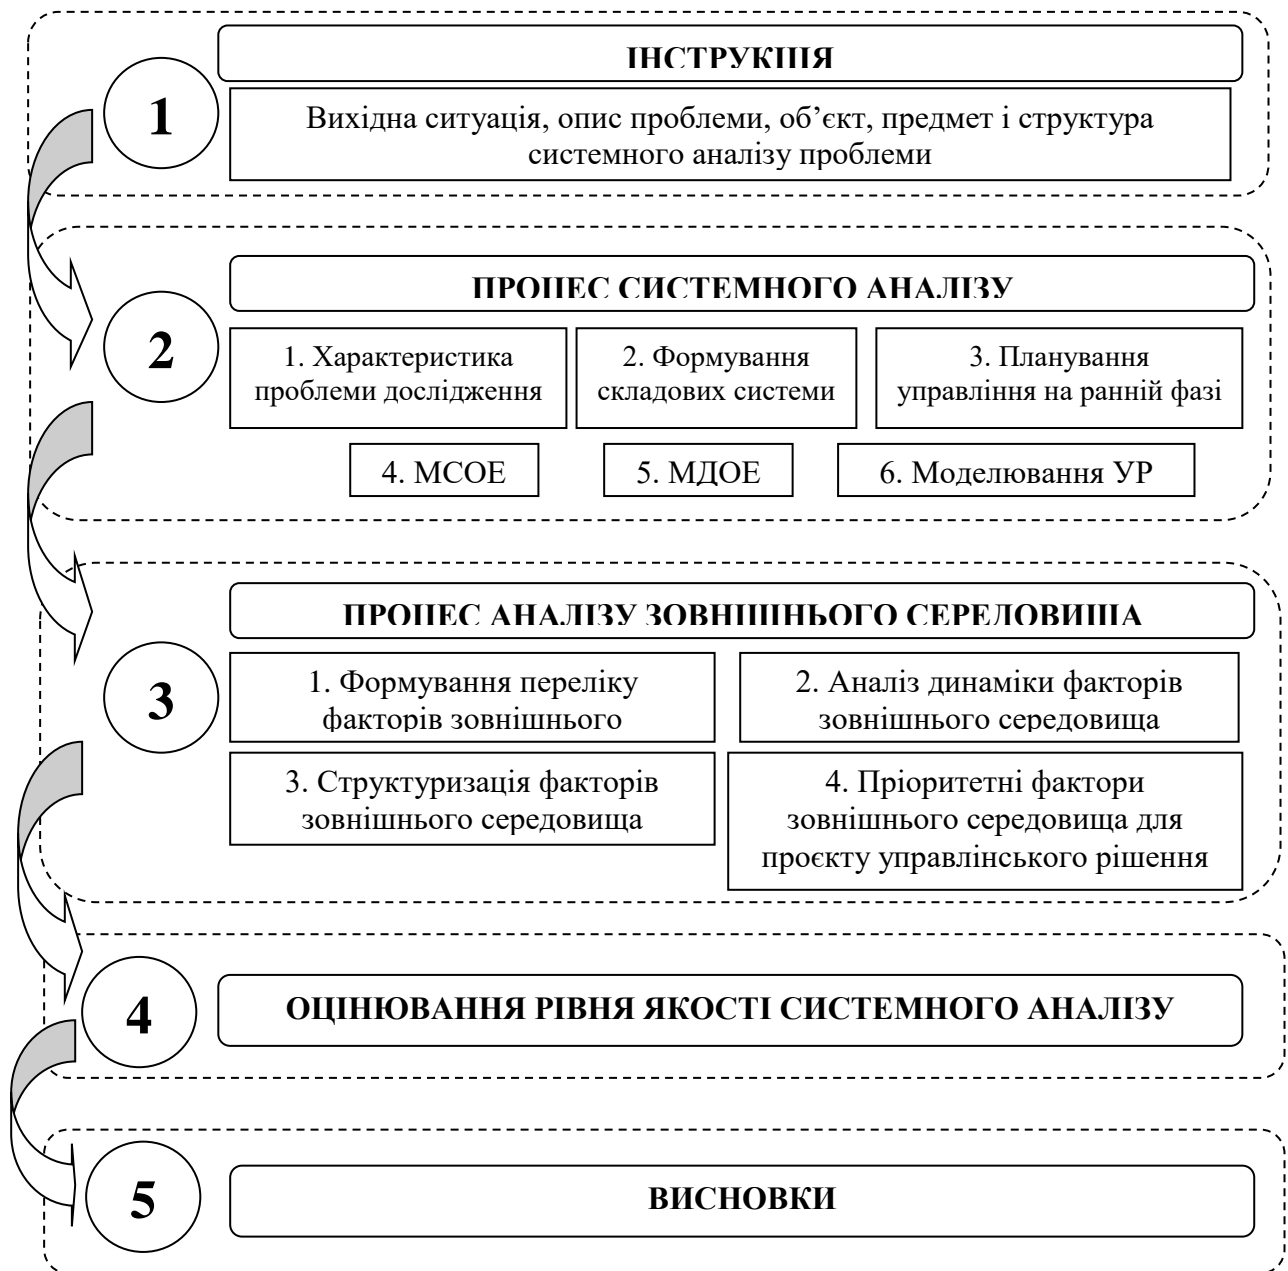 ІНСТРУКЦІЯ
1
Вихідна ситуація, опис проблеми, об’єкт, предмет і структура
системного аналізу проблеми
ПРОЦЕС СИСТЕМНОГО АНАЛІЗУ
2
1. Характеристика
проблеми дослідження
2. Формування
складових системи
3. Планування
управління на ранній фазі
4. МСОЕ
5. МДОЕ
6. Моделювання УР
ПРОЦЕС АНАЛІЗУ ЗОВНІШНЬОГО СЕРЕДОВИЩА
3
1. Формування переліку
факторів зовнішнього
2. Аналіз динаміки факторів
зовнішнього середовища
3. Структуризація факторів
зовнішнього середовища
4. Пріоритетні фактори
зовнішнього середовища для
проєкту управлінського рішення
4
ОЦІНЮВАННЯ РІВНЯ ЯКОСТІ СИСТЕМНОГО АНАЛІЗУ
5
ВИСНОВКИ